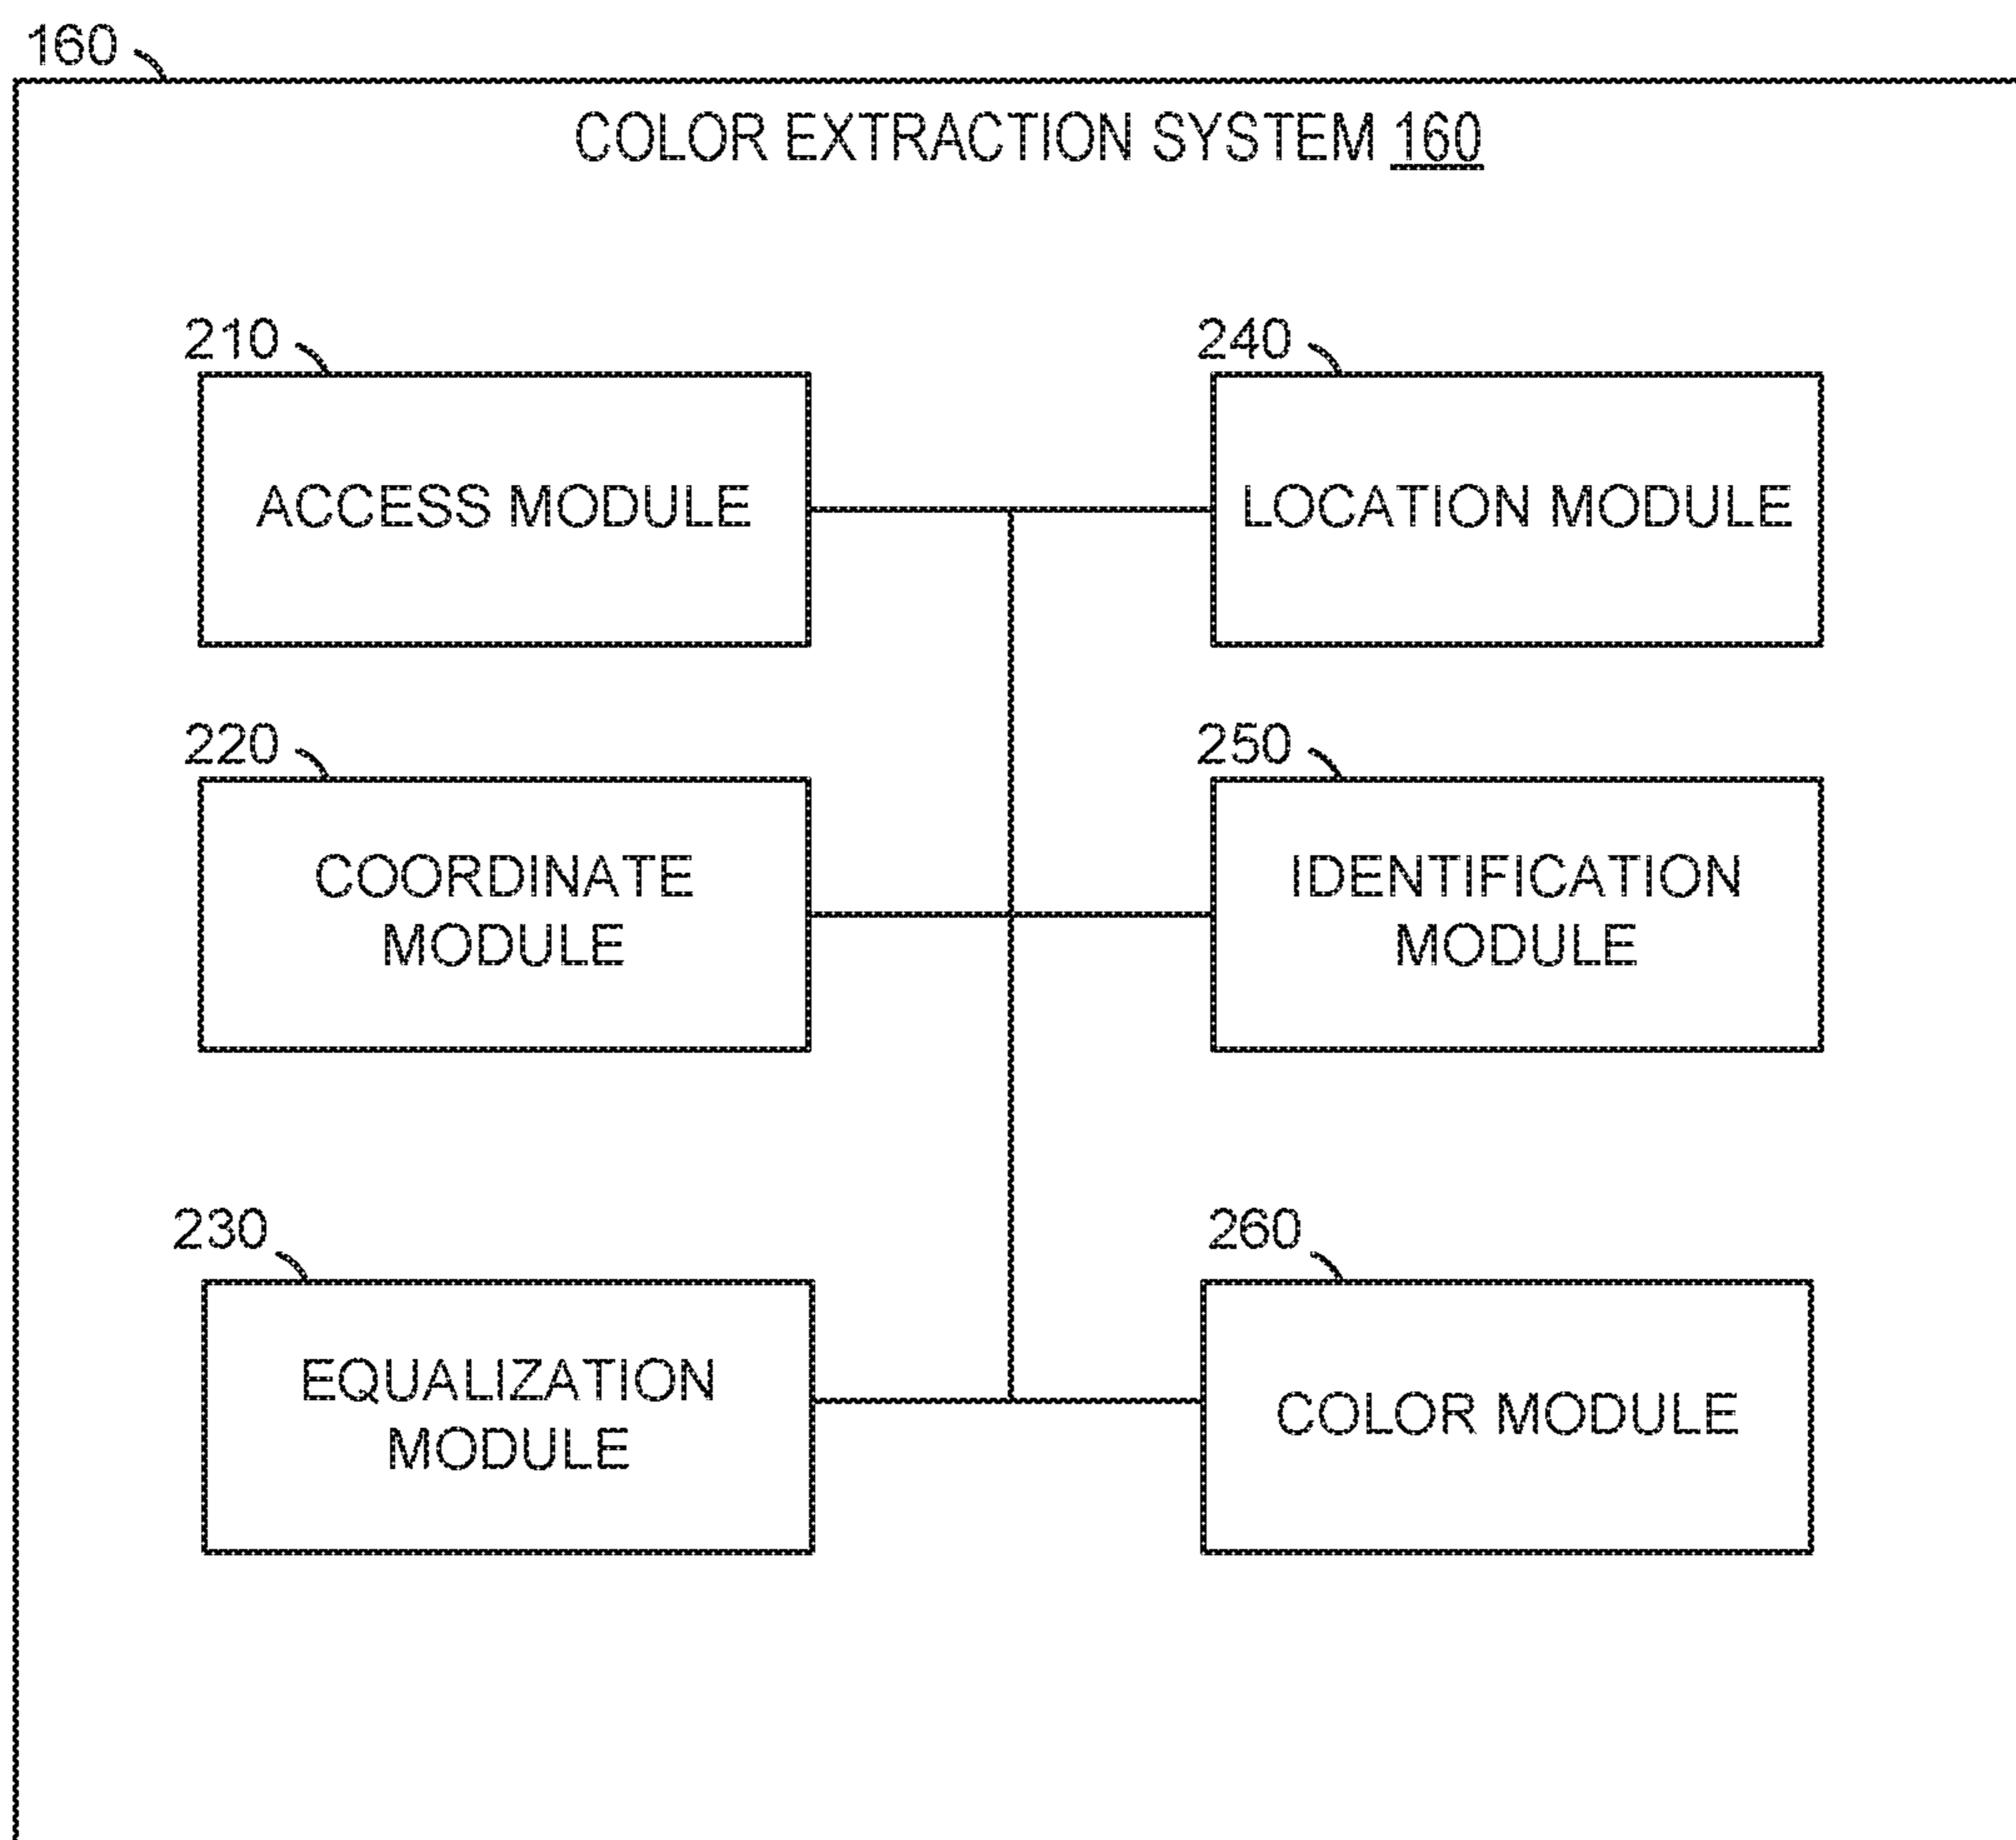 160
COLOR EXTRACTION SYSTEM 160
210
ACCESS MODULE
240
LOCATION MODULE
220
COORDINATE
MODULE
250
IDENTIFICATION
MODULE
230
EQUALIZATION
MODULE
260
COLOR MODULE